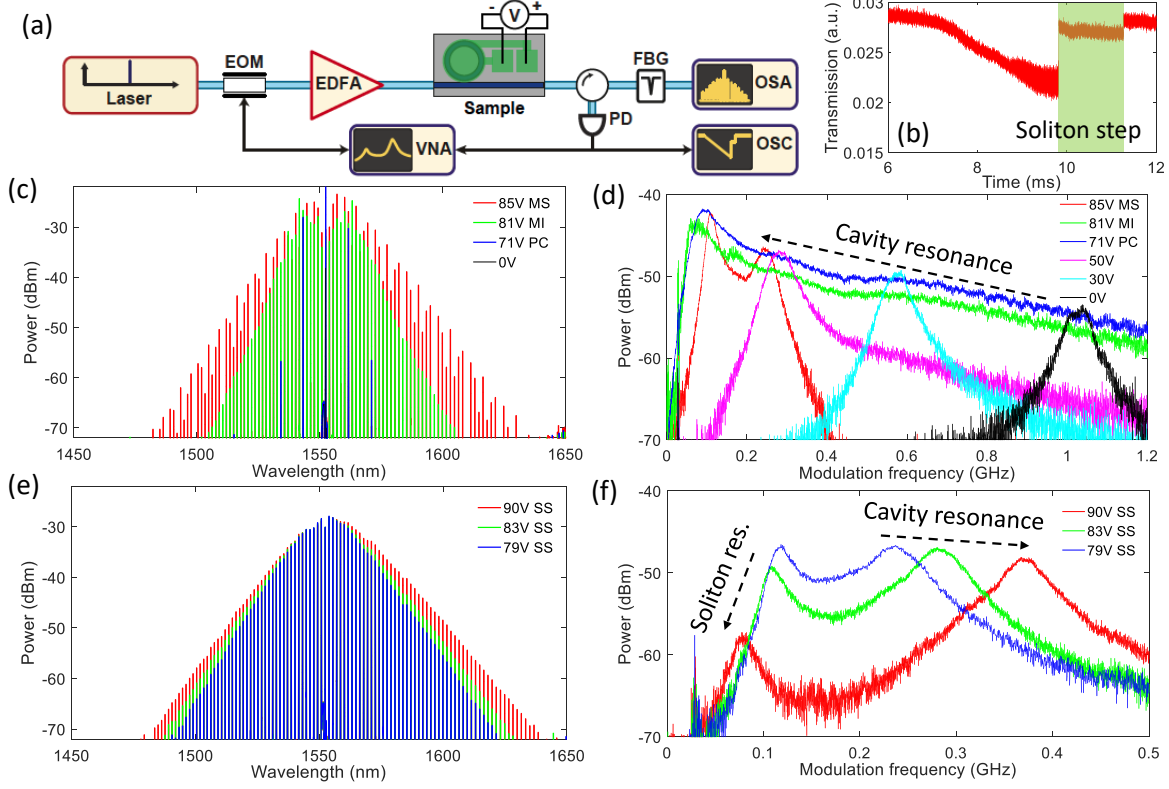 (a)
- V +
EOM
FBG
Laser
EDFA
Sample
OSA
PD
VNA
OSC
(b)
Transmission (a.u.)
0.03
0.025
0.02
0.015
Soliton step
6 8 10 12
Time (ms)
(c)
Power (dBm)
-30
-40
-50
-60
-70
85V MS
81V MI
71V PC
0V
1450 1500 1550 1600 1650
Wavelength (nm)
(d)
Power (dBm)
-40
-50
-60
-70
Cavity resonance
85V MS
81V MI
71V PC
50V
30V
0V
0 0.2 0.4 0.6 0.8 1 1.2
Modulation frequency (GHz)
(e)
Power (dBm)
-30
-40
-50
-60
-70
90V SS
83V SS
79V SS
1450 1500 1550 1600 1650
Wavelength (nm)
(f)
Power (dBm)
-40
-50
-60
-70
Soliton res.
Cavity resonance
90V SS
83V SS
79V SS
0 0.1 0.2 0.3 0.4 0.5
Modulation frequency (GHz)